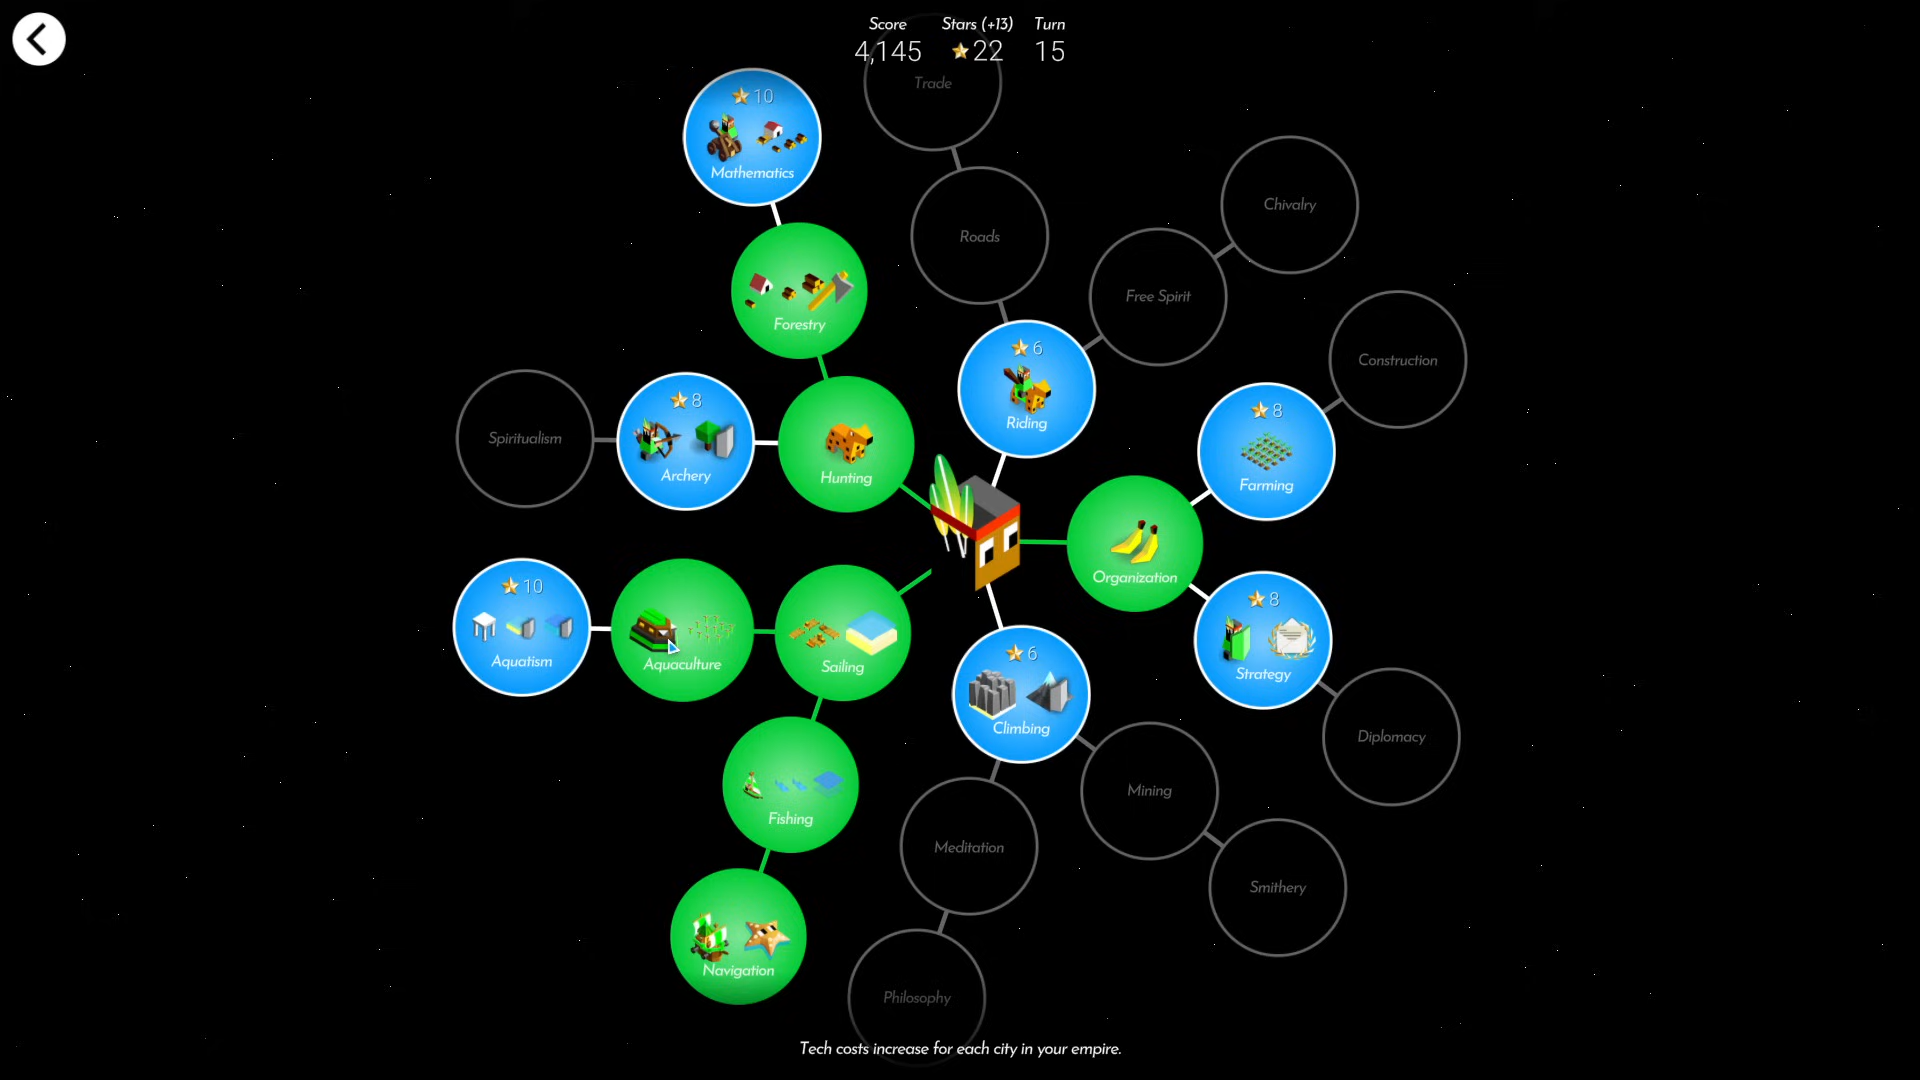 Score
Stars (+13)
Turn
4,145
22
15
Trade
10
Mathematics
Chivalry
Roads
Free Spirit
Forestry
6
Riding
Construction
8
Farming
8
Archery
Spiritualism
Hunting
Organization
10
Aquatism
Aquaculture
Sailing
6
Climbing
8
Strategy
Diplomacy
Fishing
Mining
Meditation
Smithery
Navigation
Philosophy
Tech costs increase for each city in your empire.